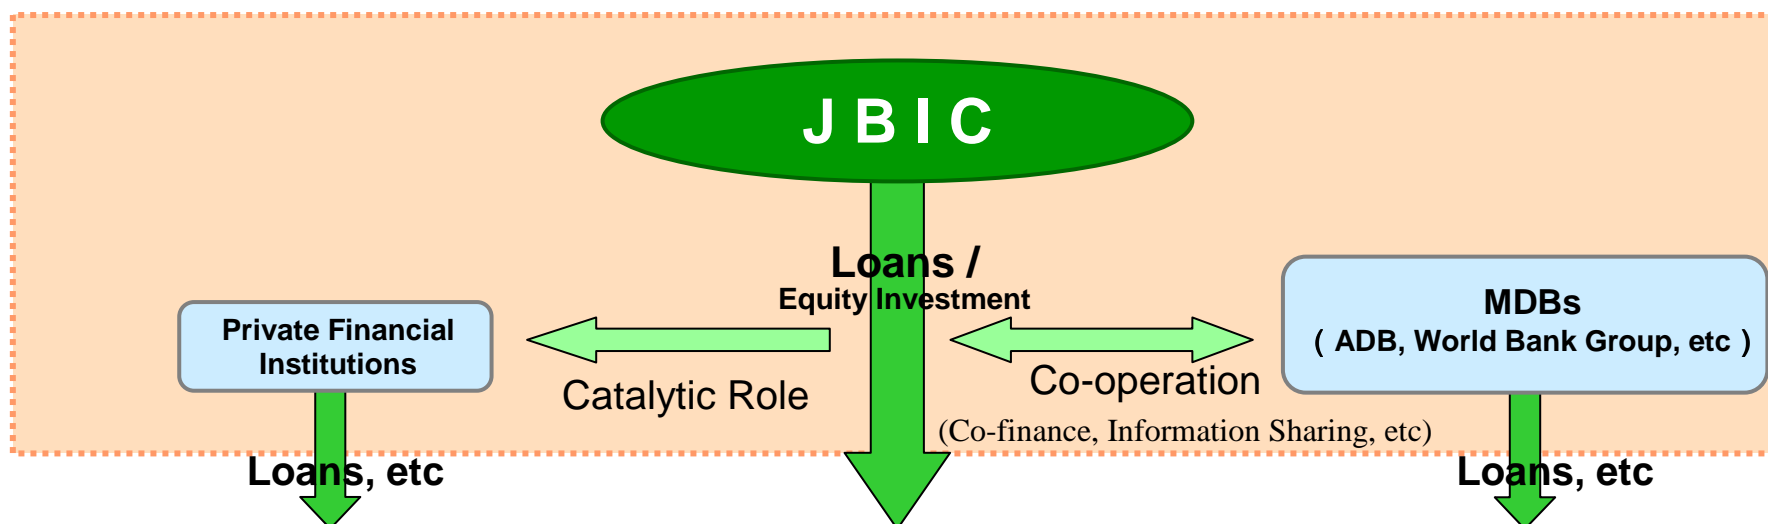 J B I C
Loans /
Equity Investment
Private Financial
Institutions
MDBs
( ADB, World Bank Group, etc )
Catalytic Role
Co-operation
(Co-finance, Information Sharing, etc)
Loans, etc
Loans, etc